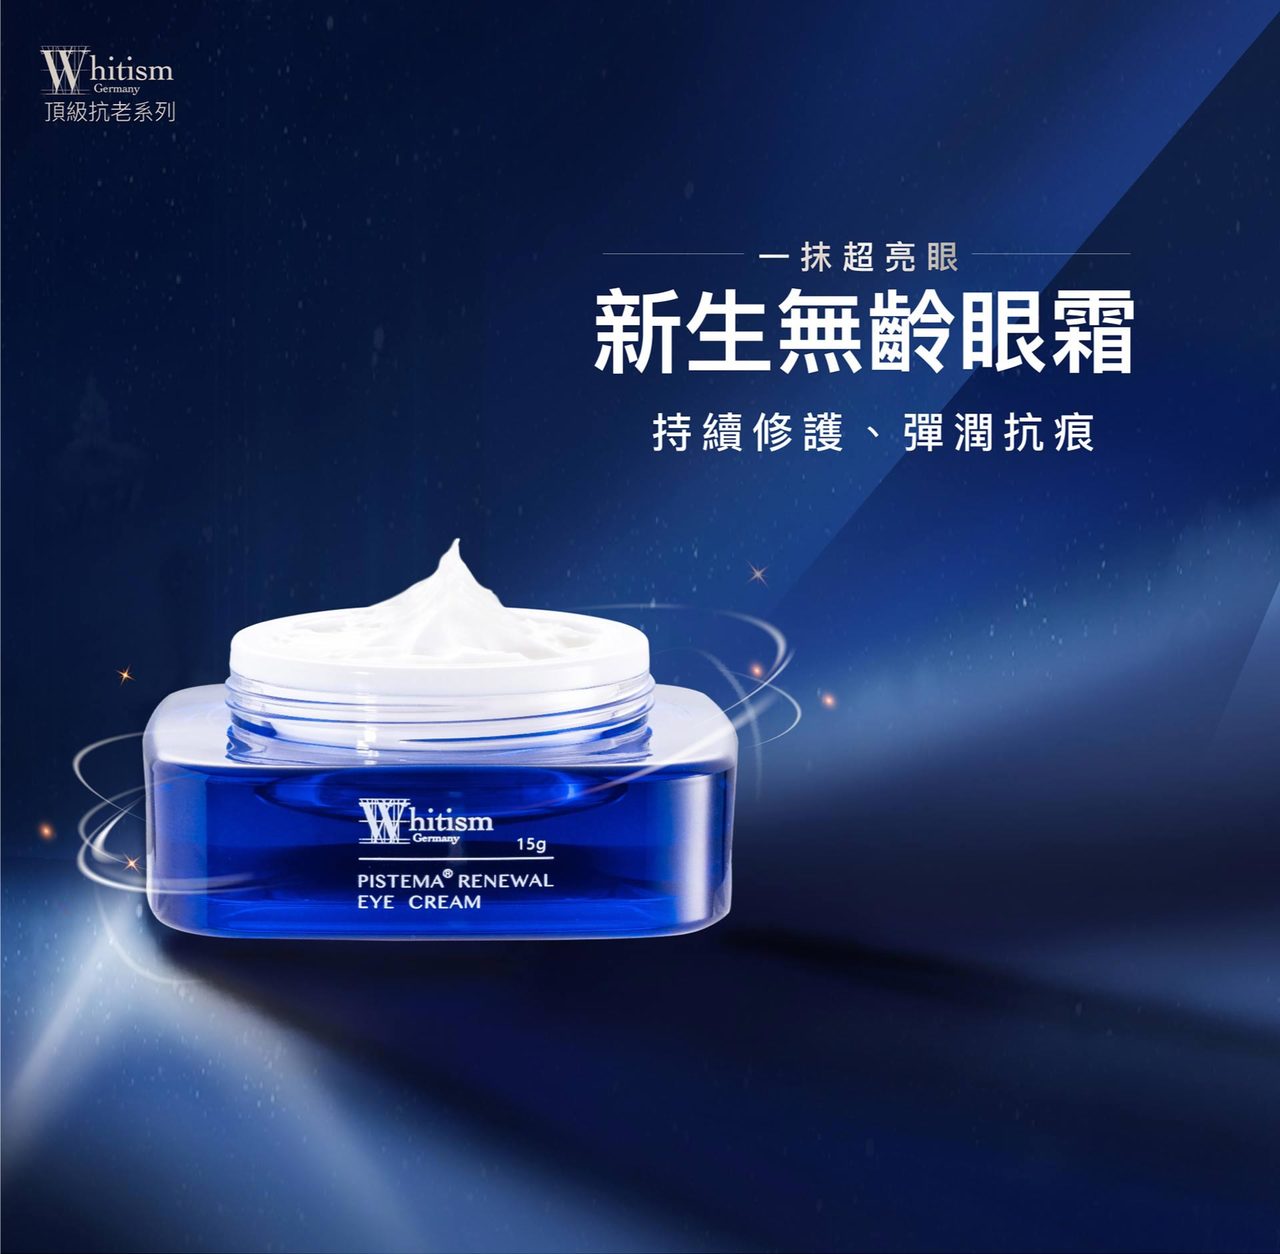 Whitism
Germany
頂級抗老系列
一抹超亮眼
新生無齡眼霜
持續修護、彈潤抗痕
Whitism
Germany
15g
PISTEMA® RENEWAL
EYE CREAM